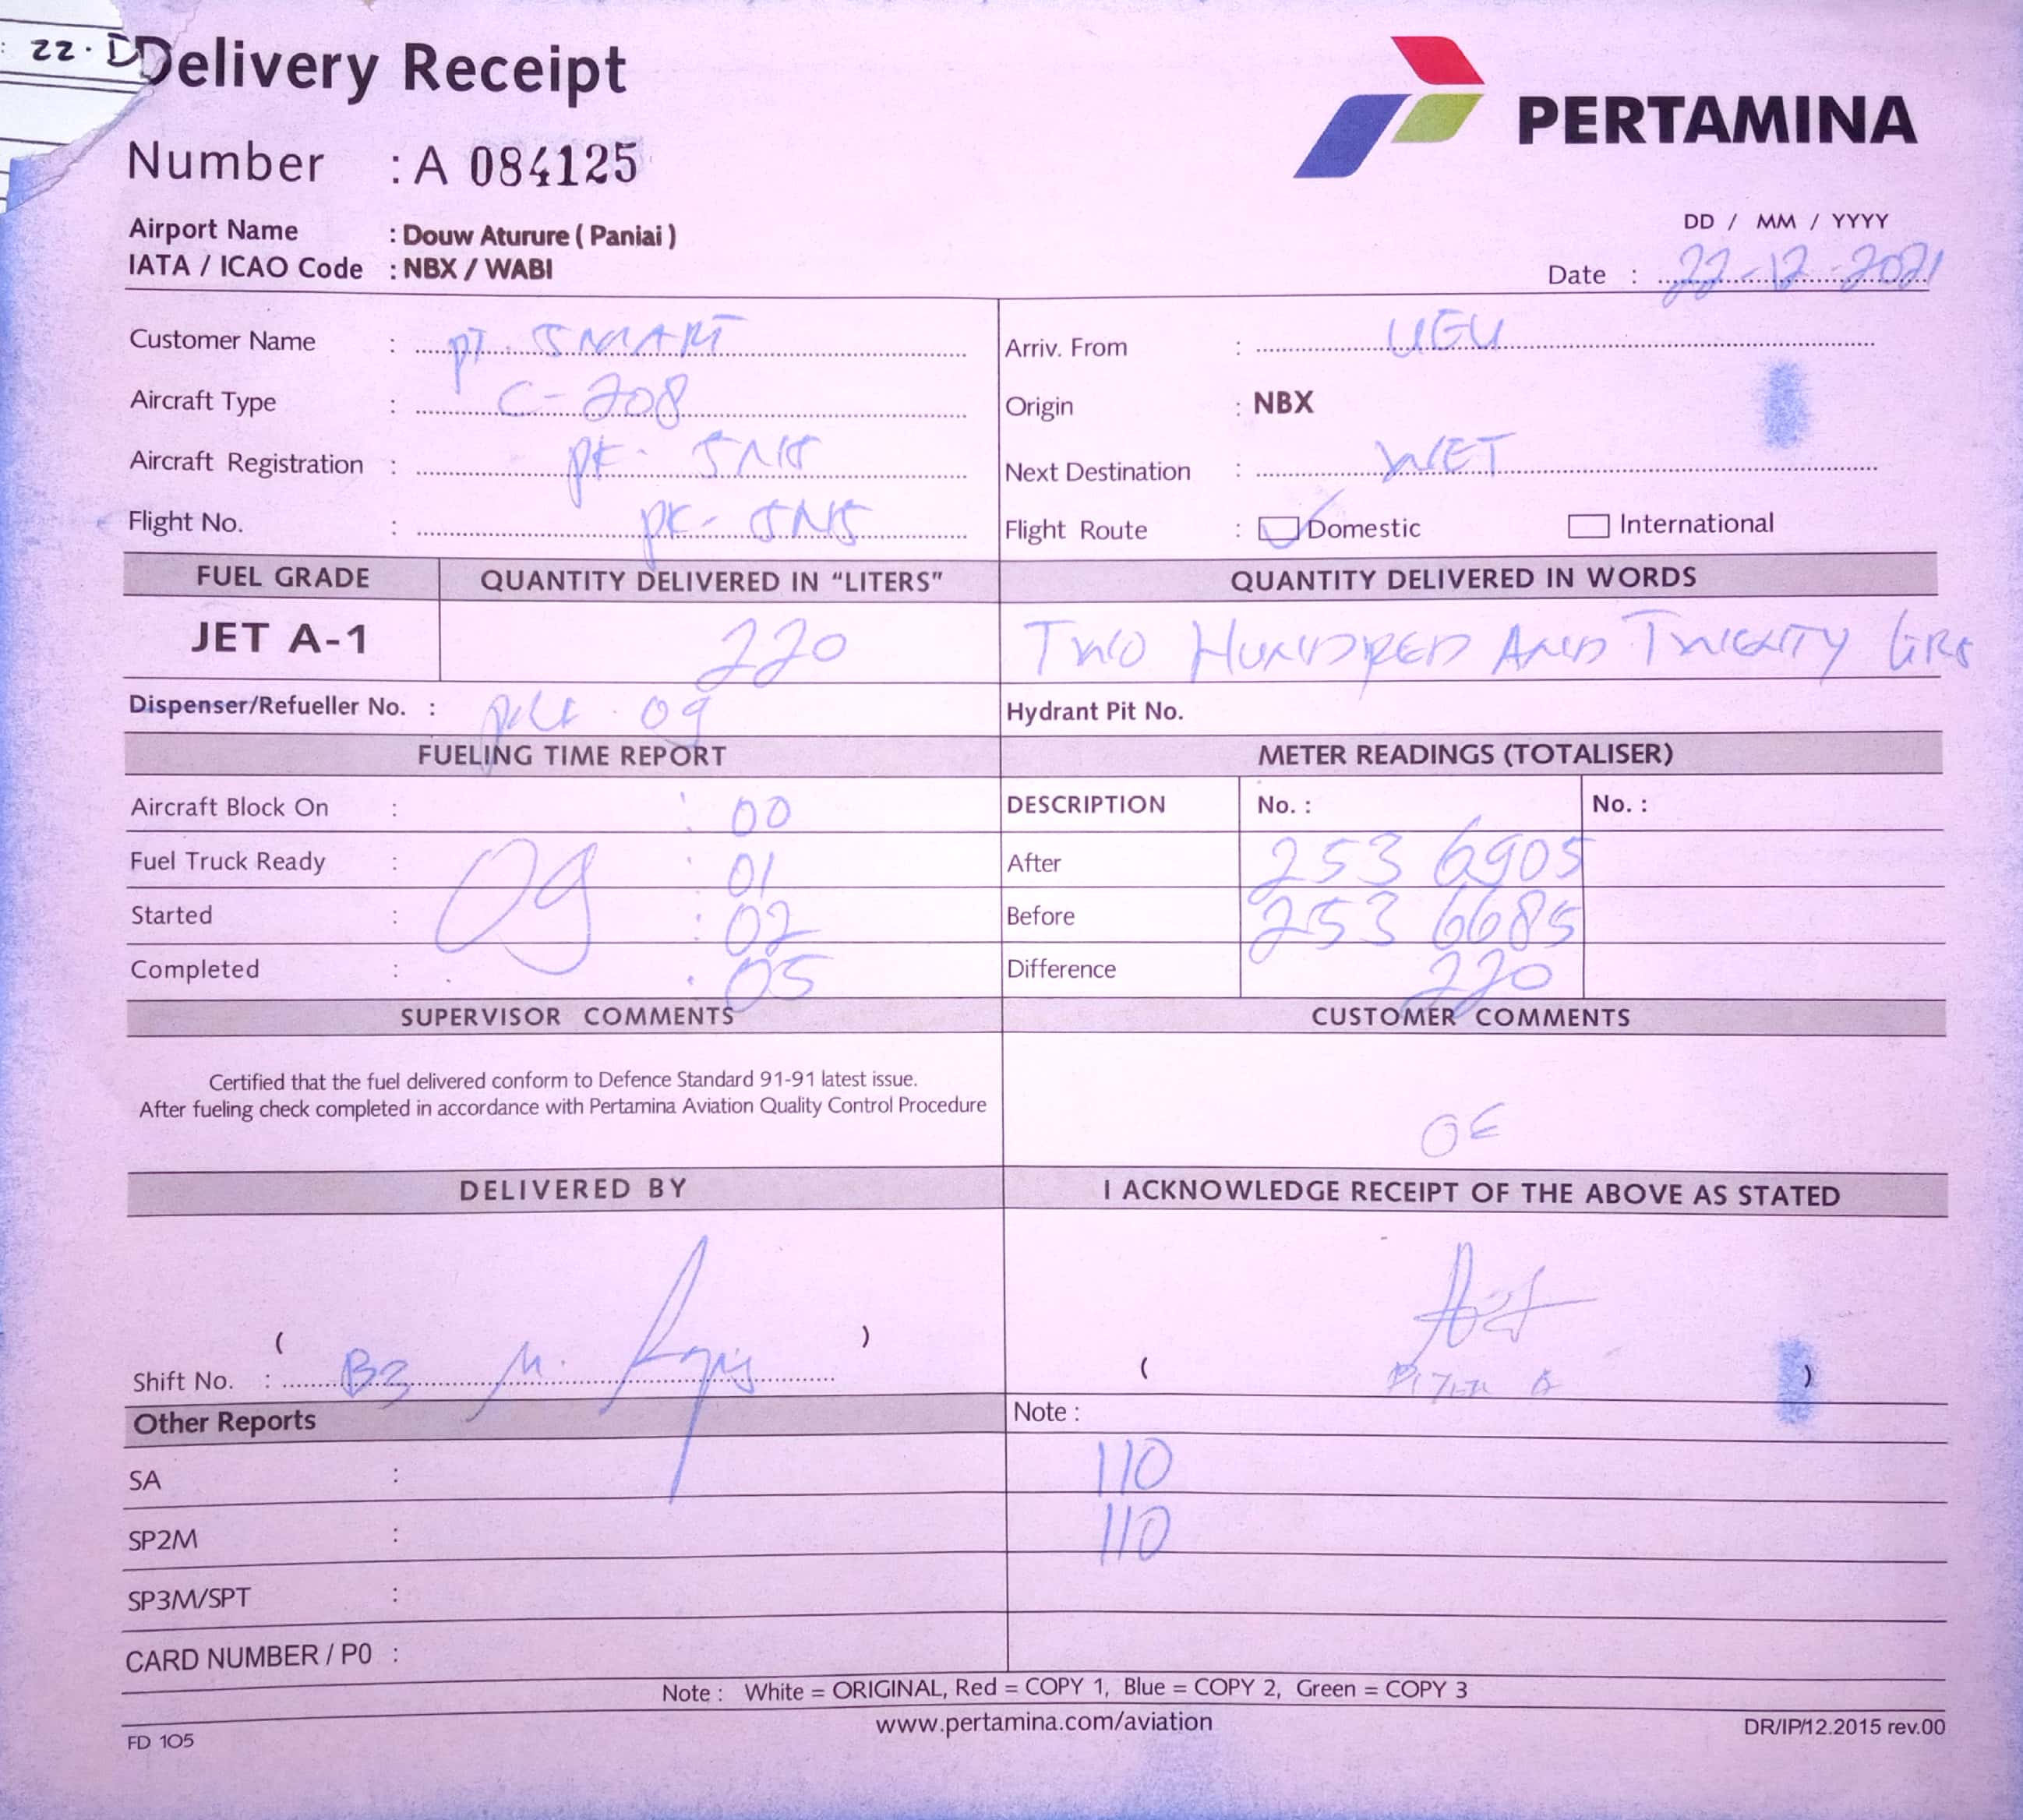 : 22 · D
Delivery Receipt
PERTAMINA
Number : A 084125
Airport Name : Douw Aturure ( Paniai )
IATA / ICAO Code : NBX / WABI
DD / MM / YYYY
Date : 22-12-2021
Customer Name : PT. SMART
Arriv. From : UGU
Aircraft Type : C-208
Origin : NBX
Aircraft Registration : PK-
Next Destination : WET
Flight No. : PK-
Flight Route : Domestic International
FUEL GRADE QUANTITY DELIVERED IN “LITERS” QUANTITY DELIVERED IN WORDS
JET A-1 220 TWO HUNDRED AND TWENTY
Dispenser/Refueller No. : 09 Hydrant Pit No.
FUELING TIME REPORT METER READINGS (TOTALISER)
Aircraft Block On : : 00 DESCRIPTION No. : No. :
Fuel Truck Ready : 09 : 01 After 253 6905
Started : : 02 Before 253 6685
Completed : : 05 Difference 220
SUPERVISOR COMMENTS CUSTOMER COMMENTS
Certified that the fuel delivered conform to Defence Standard 91-91 latest issue.
After fueling check completed in accordance with Pertamina Aviation Quality Control Procedure
OK
DELIVERED BY I ACKNOWLEDGE RECEIPT OF THE ABOVE AS STATED
( )
Shift No. : B3 M.
( )
Other Reports Note :
SA : 110
SP2M : 110
SP3M/SPT :
CARD NUMBER / P0 :
Note : White = ORIGINAL, Red = COPY 1, Blue = COPY 2, Green = COPY 3
www.pertamina.com/aviation
FD 105 DR/IP/12.2015 rev.00